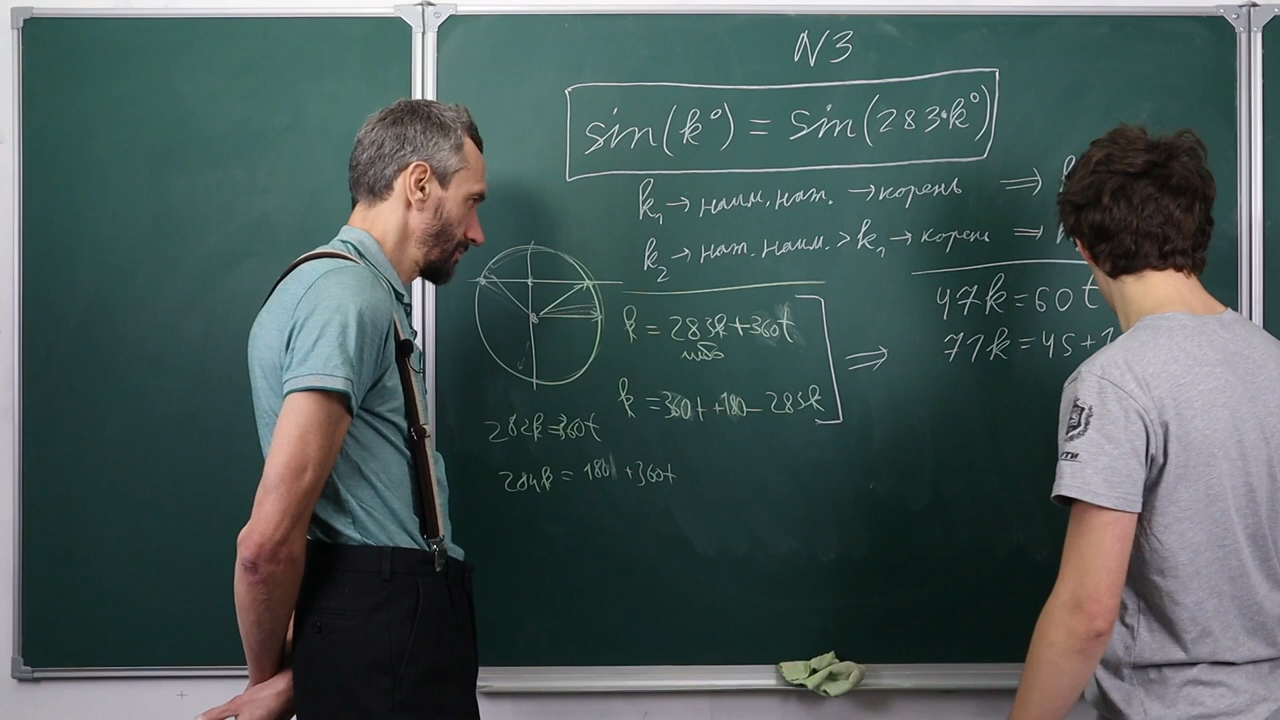 N3
sin(k°) = sin(283•k°)
k₁ → наим. нат. → корень ⇒
k₂ → нат. наим. > k₁ → корень ⇒
k = 283k+360t
k = 360t+180-283k
⇒
47k = 60t
71k = 45+
282k=360t
284k = 180 +360t